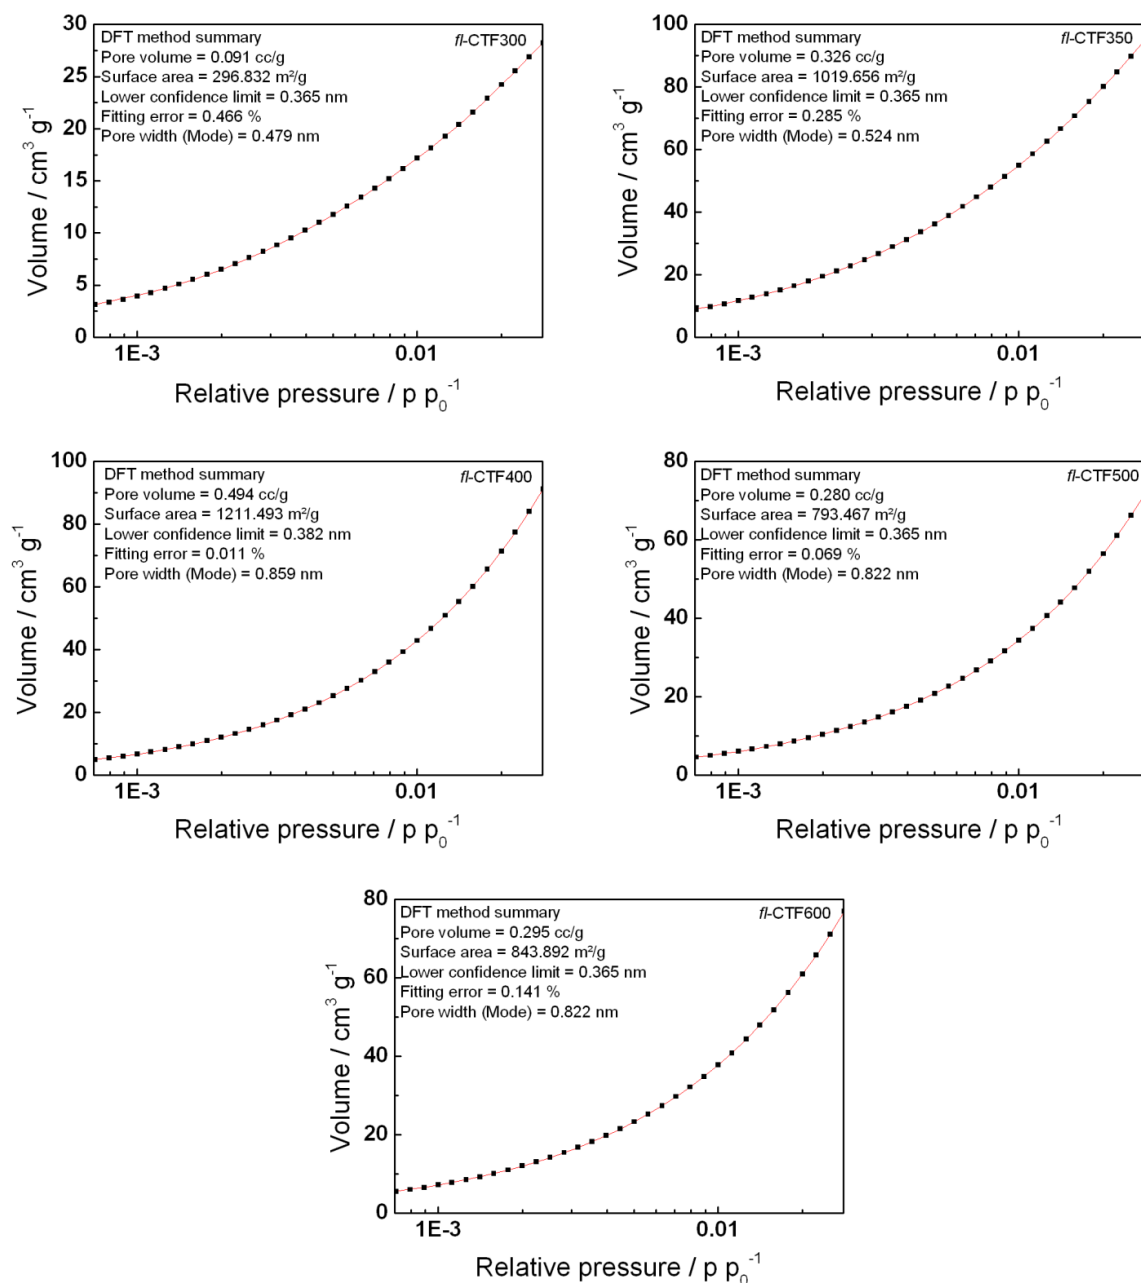 30
25
20
15
10
5
0
DFT method summary
Pore volume = 0.091 cc/g
Surface area = 296.832 m²/g
Lower confidence limit = 0.365 nm
Fitting error = 0.466 %
Pore width (Mode) = 0.479 nm
fl-CTF300
Volume / cm³ g⁻¹
1E-3
0.01
Relative pressure / p p₀⁻¹
100
80
60
40
20
0
DFT method summary
Pore volume = 0.326 cc/g
Surface area = 1019.656 m²/g
Lower confidence limit = 0.365 nm
Fitting error = 0.285 %
Pore width (Mode) = 0.524 nm
fl-CTF350
Volume / cm³ g⁻¹
1E-3
0.01
Relative pressure / p p₀⁻¹
100
80
60
40
20
0
DFT method summary
Pore volume = 0.494 cc/g
Surface area = 1211.493 m²/g
Lower confidence limit = 0.382 nm
Fitting error = 0.011 %
Pore width (Mode) = 0.859 nm
fl-CTF400
Volume / cm³ g⁻¹
1E-3
0.01
Relative pressure / p p₀⁻¹
80
60
40
20
0
DFT method summary
Pore volume = 0.280 cc/g
Surface area = 793.467 m²/g
Lower confidence limit = 0.365 nm
Fitting error = 0.069 %
Pore width (Mode) = 0.822 nm
fl-CTF500
Volume / cm³ g⁻¹
1E-3
0.01
Relative pressure / p p₀⁻¹
80
60
40
20
0
DFT method summary
Pore volume = 0.295 cc/g
Surface area = 843.892 m²/g
Lower confidence limit = 0.365 nm
Fitting error = 0.141 %
Pore width (Mode) = 0.822 nm
fl-CTF600
Volume / cm³ g⁻¹
1E-3
0.01
Relative pressure / p p₀⁻¹